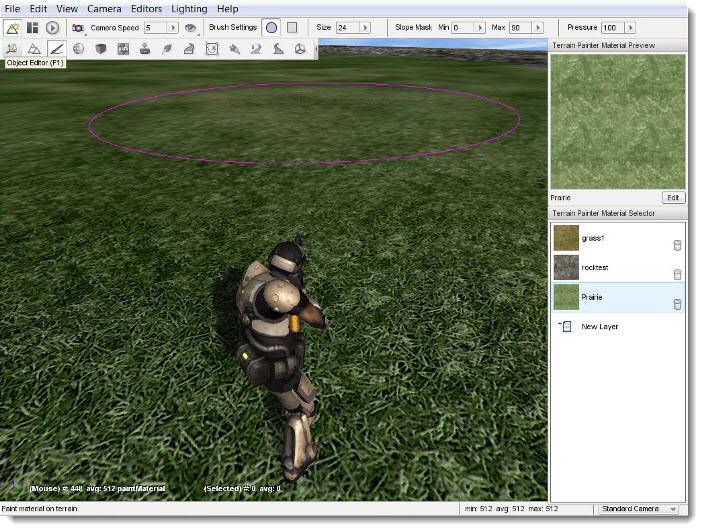 File Edit View Camera Editors Lighting Help
Camera Speed 5 Brush Settings Size 24 Slope Mask Min 0 Max 90 Pressure 100
Object Editor (F1)
Terrain Painter Material Preview
Prairie Edit
Terrain Painter Material Selector
grass1
rocktest
Prairie
New Layer
(Mouse) #: 448 avg: 512 paintMaterial (Selected) #: 0 avg: 0
Paint material on terrain min: 512 avg: 512 max: 512 Standard Camera